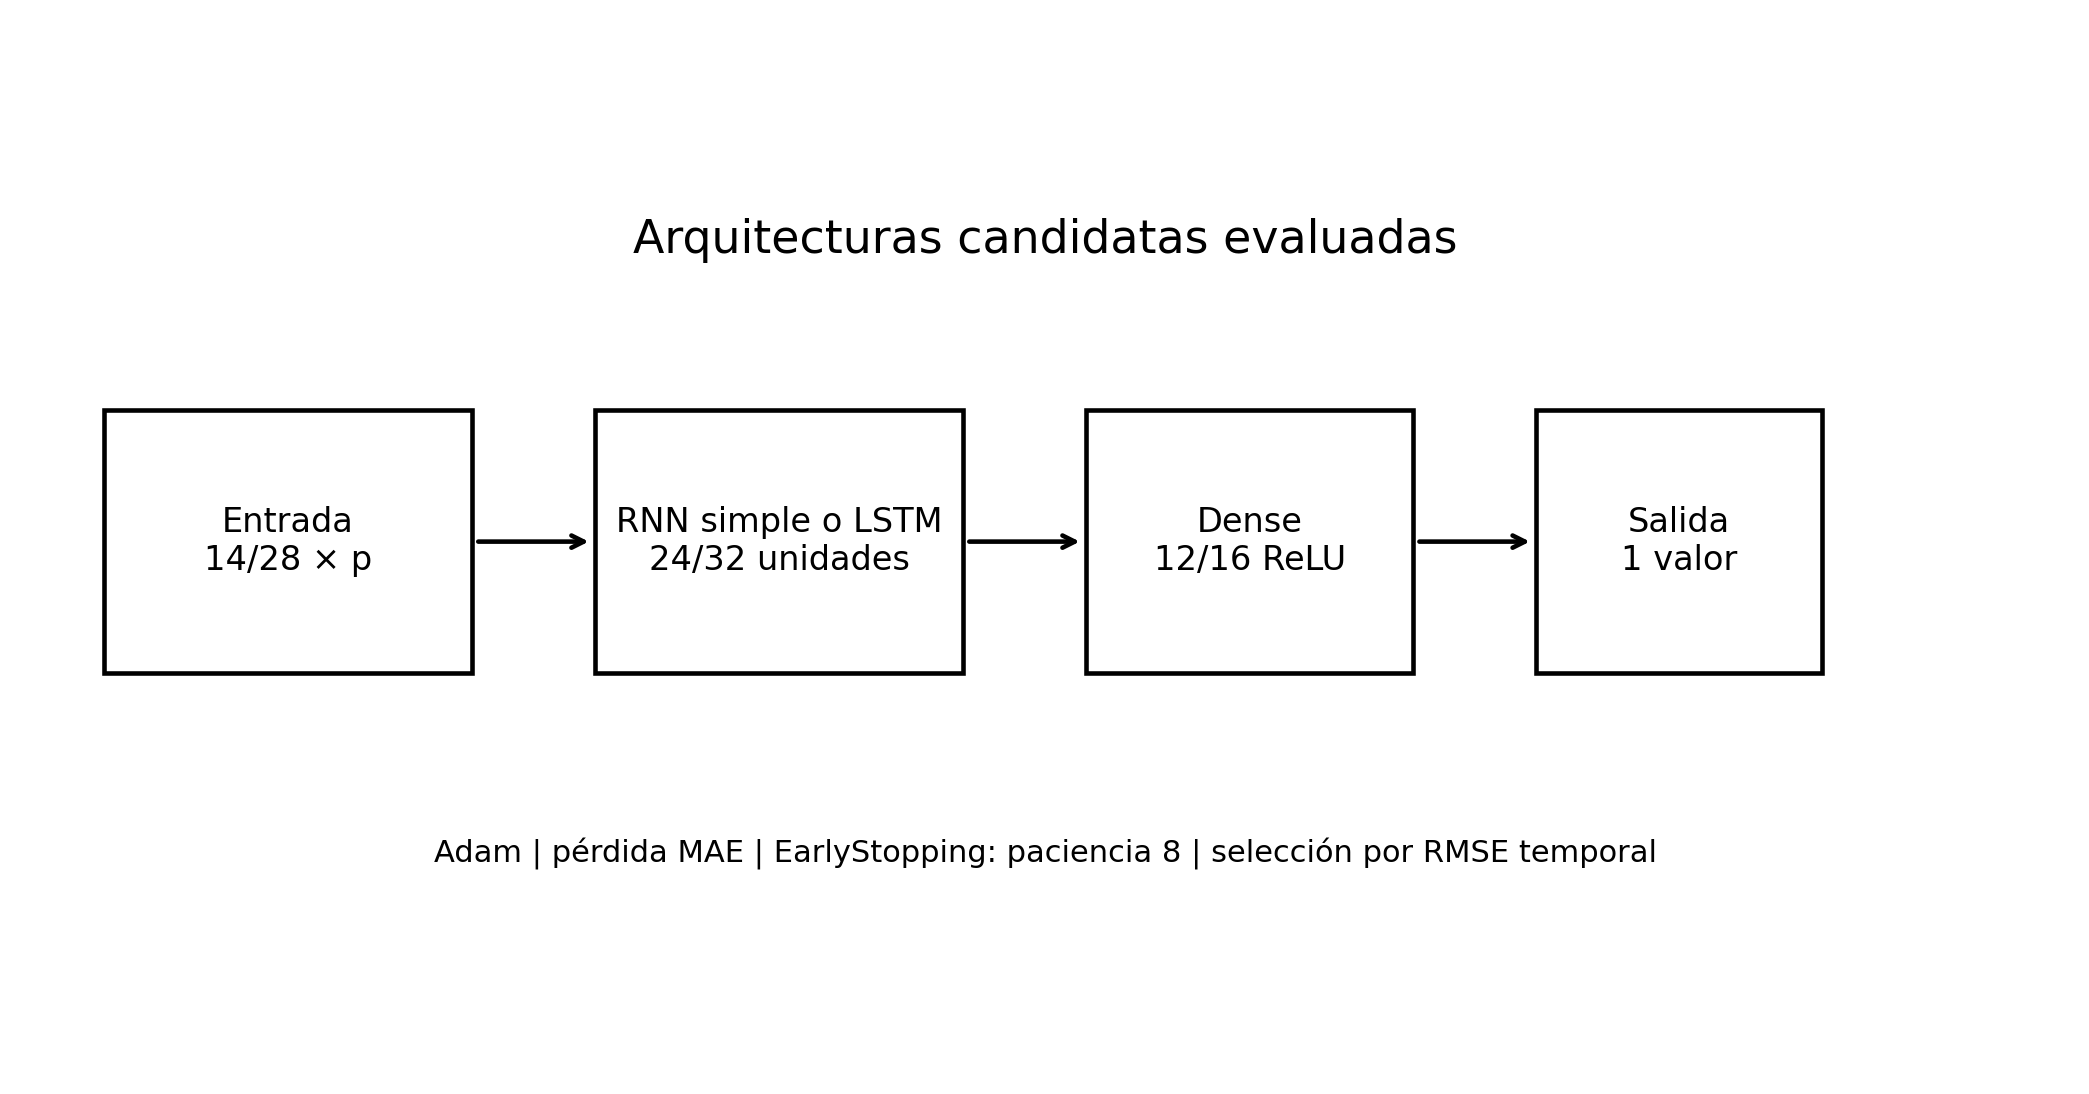 Arquitecturas candidatas evaluadas
Entrada
14/28 × p
RNN simple o LSTM
24/32 unidades
Dense
12/16 ReLU
Salida
1 valor
Adam | pérdida MAE | EarlyStopping: paciencia 8 | selección por RMSE temporal